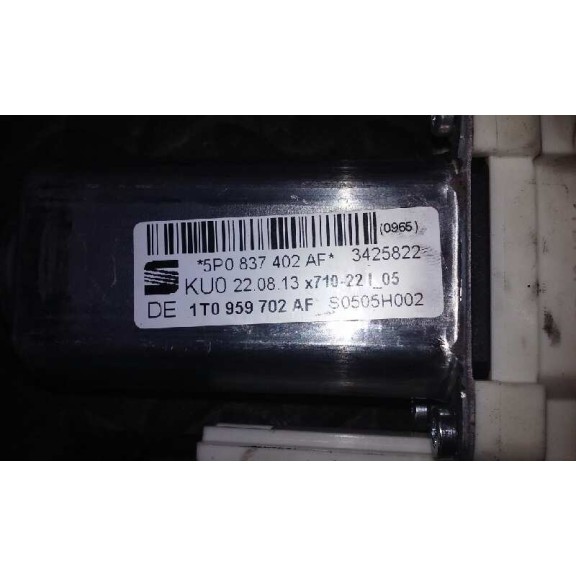 (0965)
*5P0 837 402 AF* 3425822
KU0 22.08.13 x710-22 I_05
DE 1T0 959 702 AF S0505H002